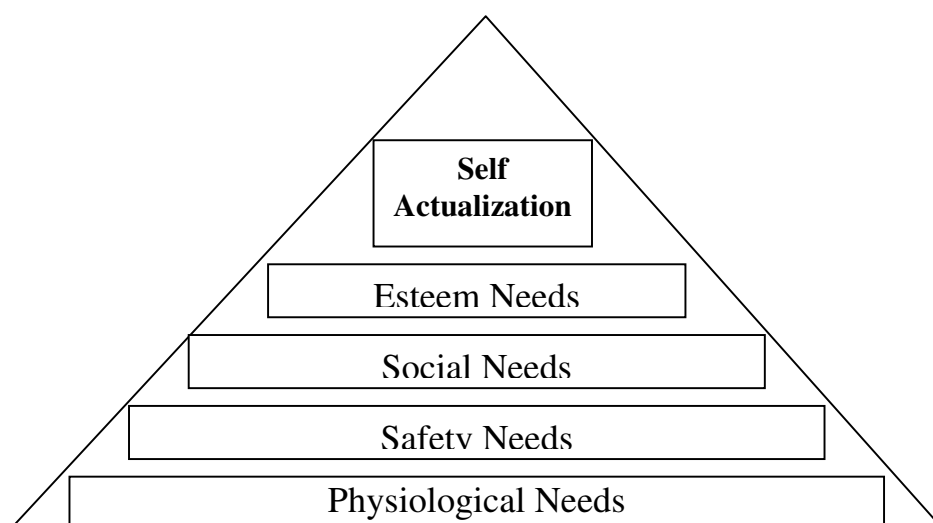 Self
Actualization
Esteem Needs
Social Needs
Safety Needs
Physiological Needs